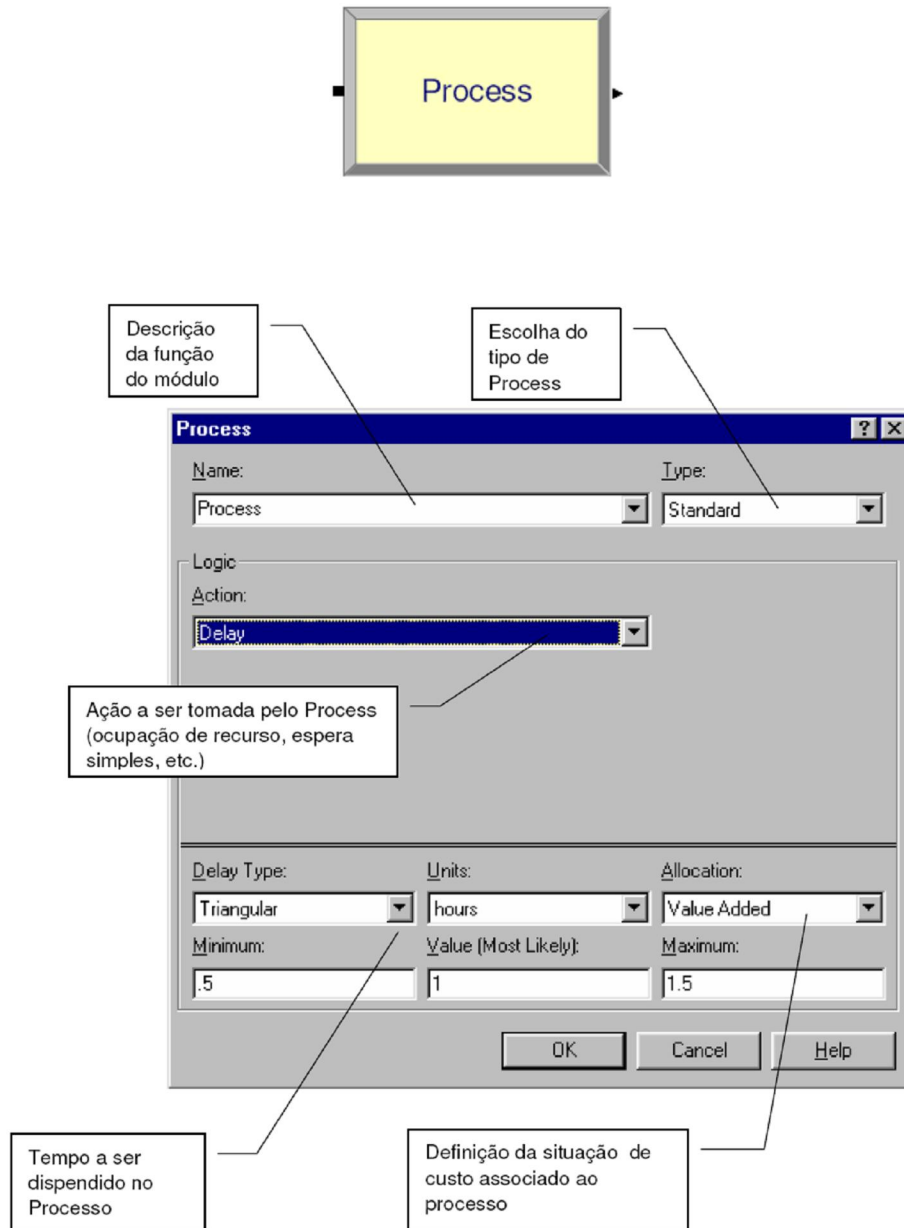 Process
Descrição
da função
do módulo
Escolha do
tipo de
Process
Process
Name:
Type:
Process
Standard
Logic
Action:
Delay
Ação a ser tomada pelo Process
(ocupação de recurso, espera
simples, etc.)
Delay Type:
Units:
Allocation:
Triangular
hours
Value Added
Minimum:
Value (Most Likely):
Maximum:
.5
1
1.5
OK
Cancel
Help
Tempo a ser
dispendido no
Processo
Definição da situação de
custo associado ao
processo